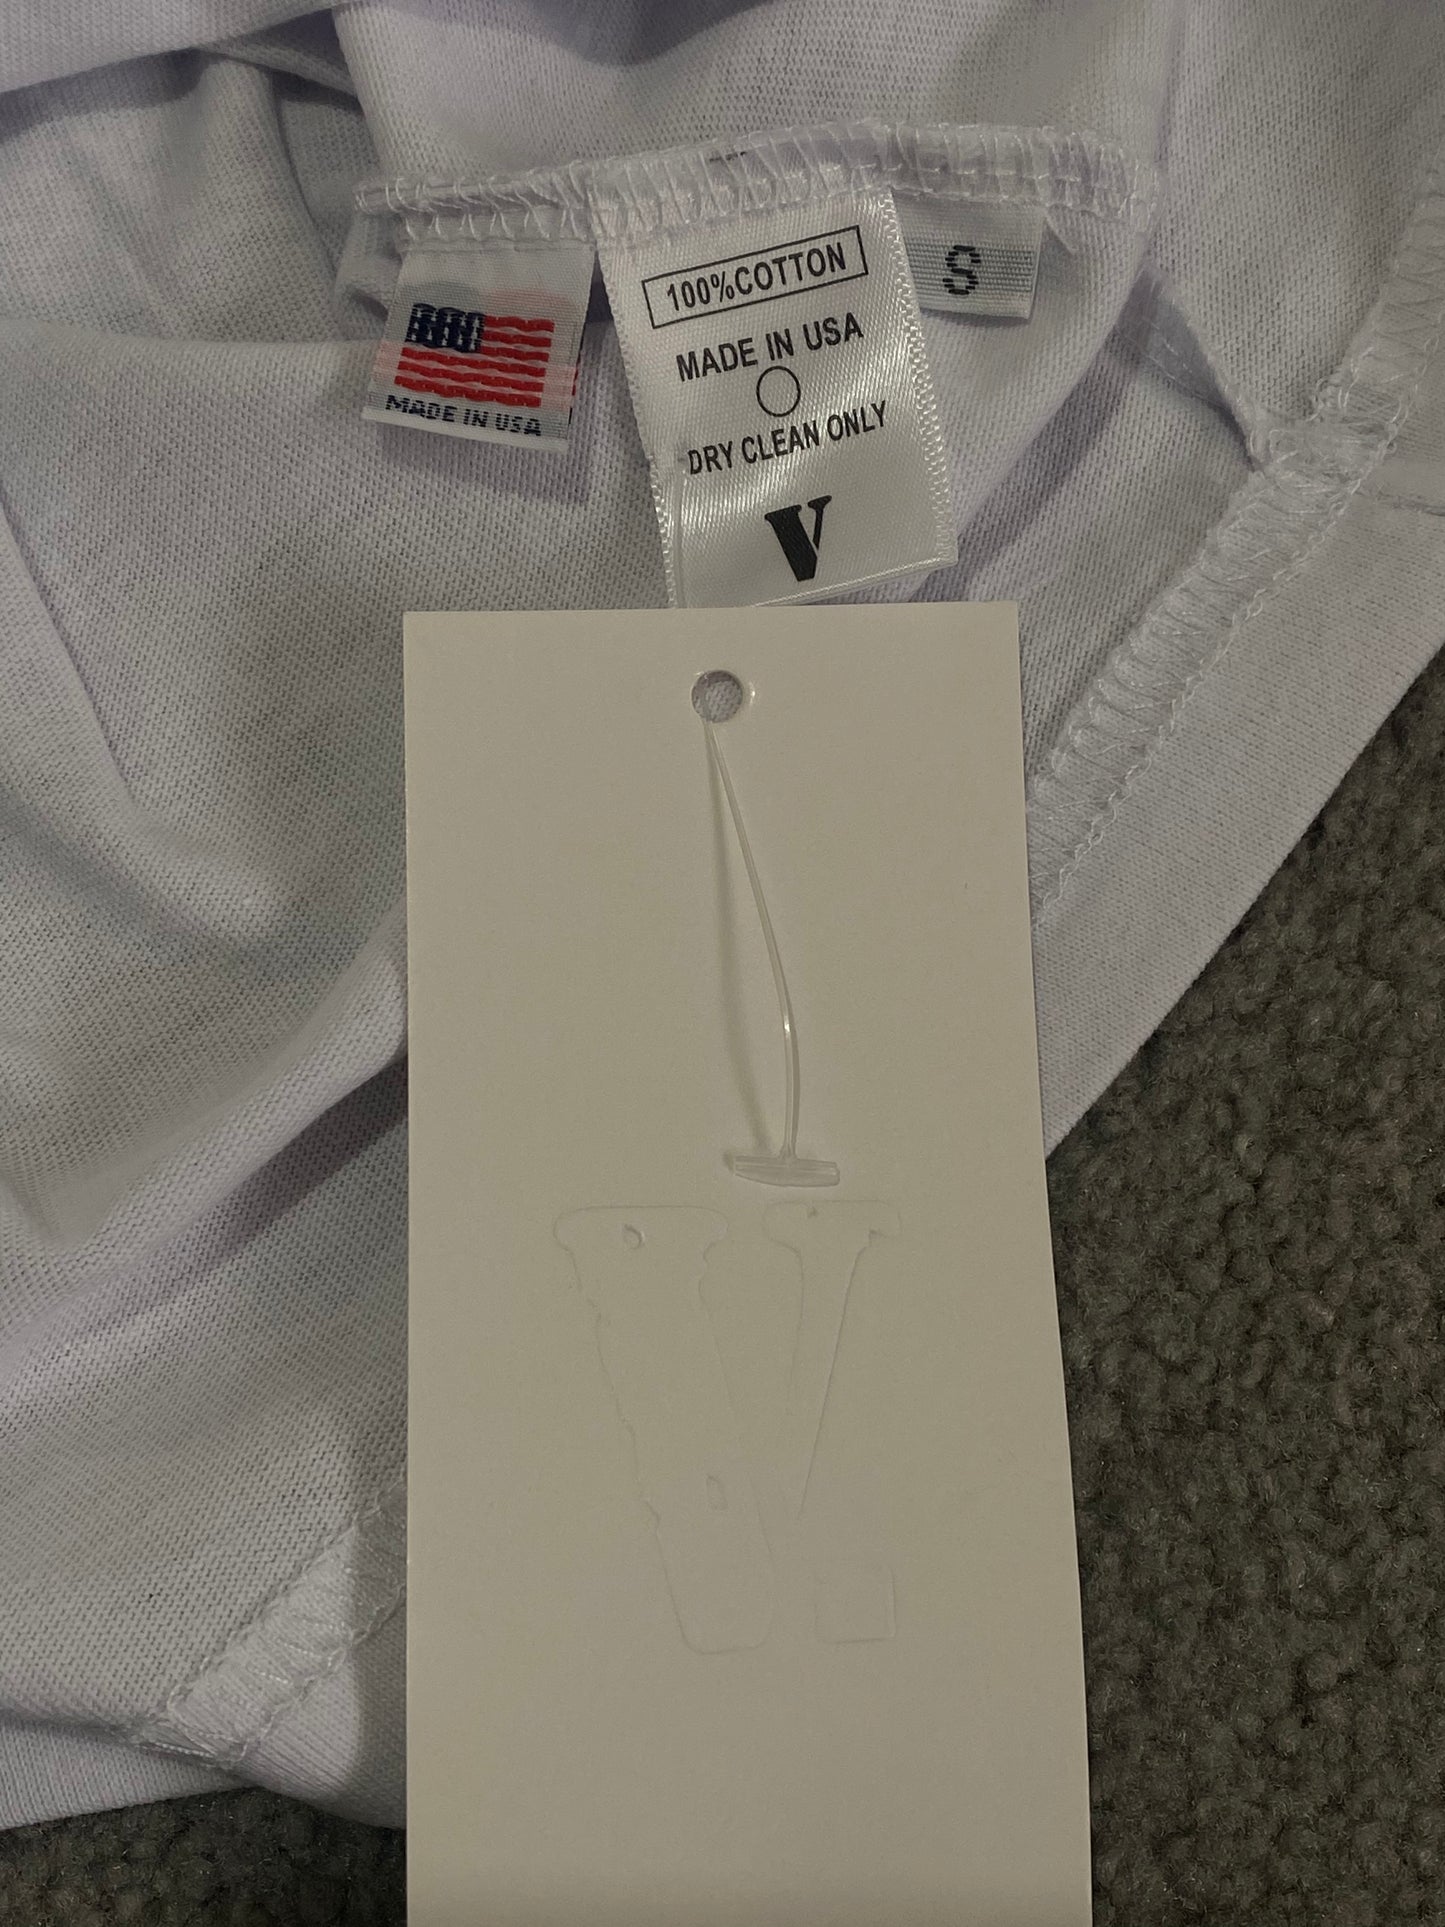 MADE IN USA
100%COTTON
MADE IN USA
DRY CLEAN ONLY
V
S
V